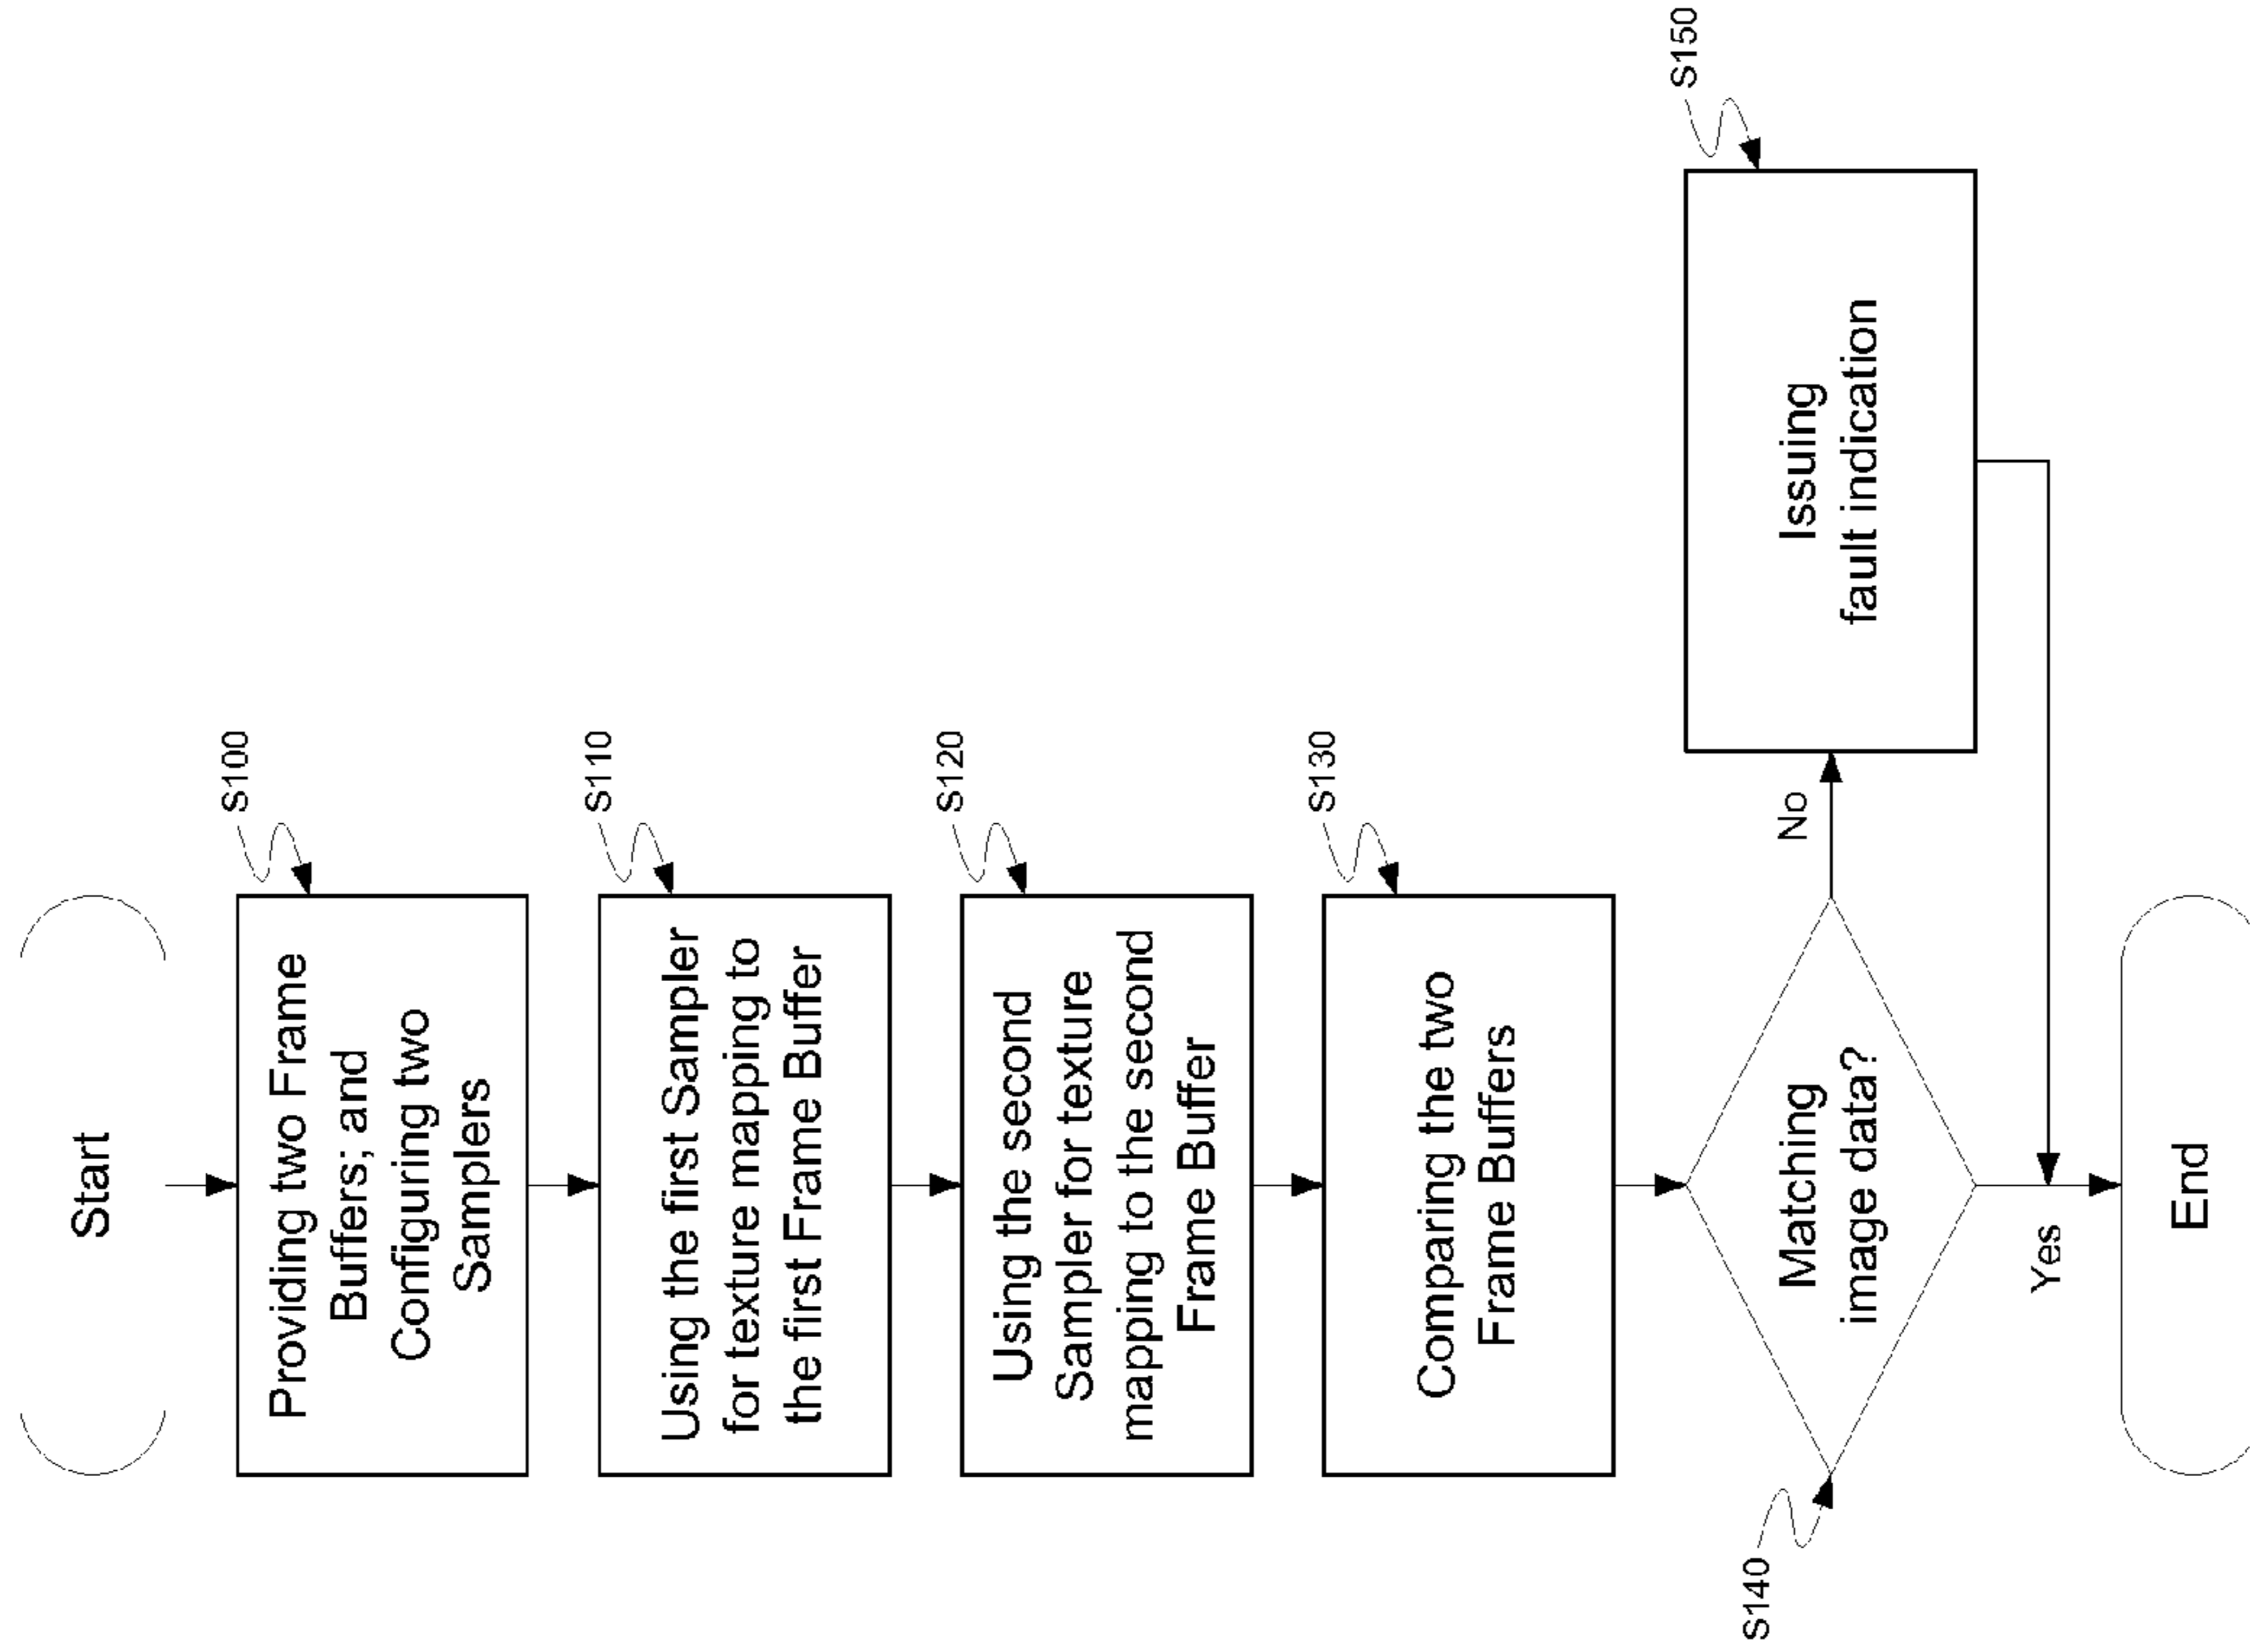 Start
S100
Providing two Frame
Buffers; and
Configuring two
Samplers
S110
Using the first Sampler
for texture mapping to
the first Frame Buffer
S120
Using the second
Sampler for texture
mapping to the second
Frame Buffer
S130
Comparing the two
Frame Buffers
S140
Matching
image data?
No
S150
Issuing
fault indication
Yes
End